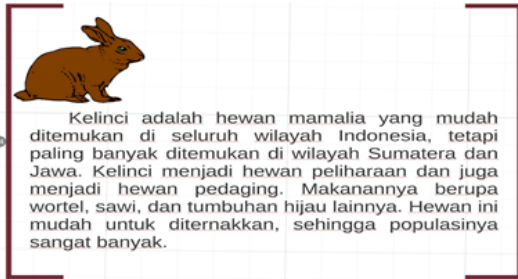 Kelinci adalah hewan mamalia yang mudah
ditemukan di seluruh wilayah Indonesia, tetapi
paling banyak ditemukan di wilayah Sumatera dan
Jawa. Kelinci menjadi hewan peliharaan dan juga
menjadi hewan pedaging. Makanannya berupa
wortel, sawi, dan tumbuhan hijau lainnya. Hewan ini
mudah untuk diternakkan, sehingga populasinya
sangat banyak.